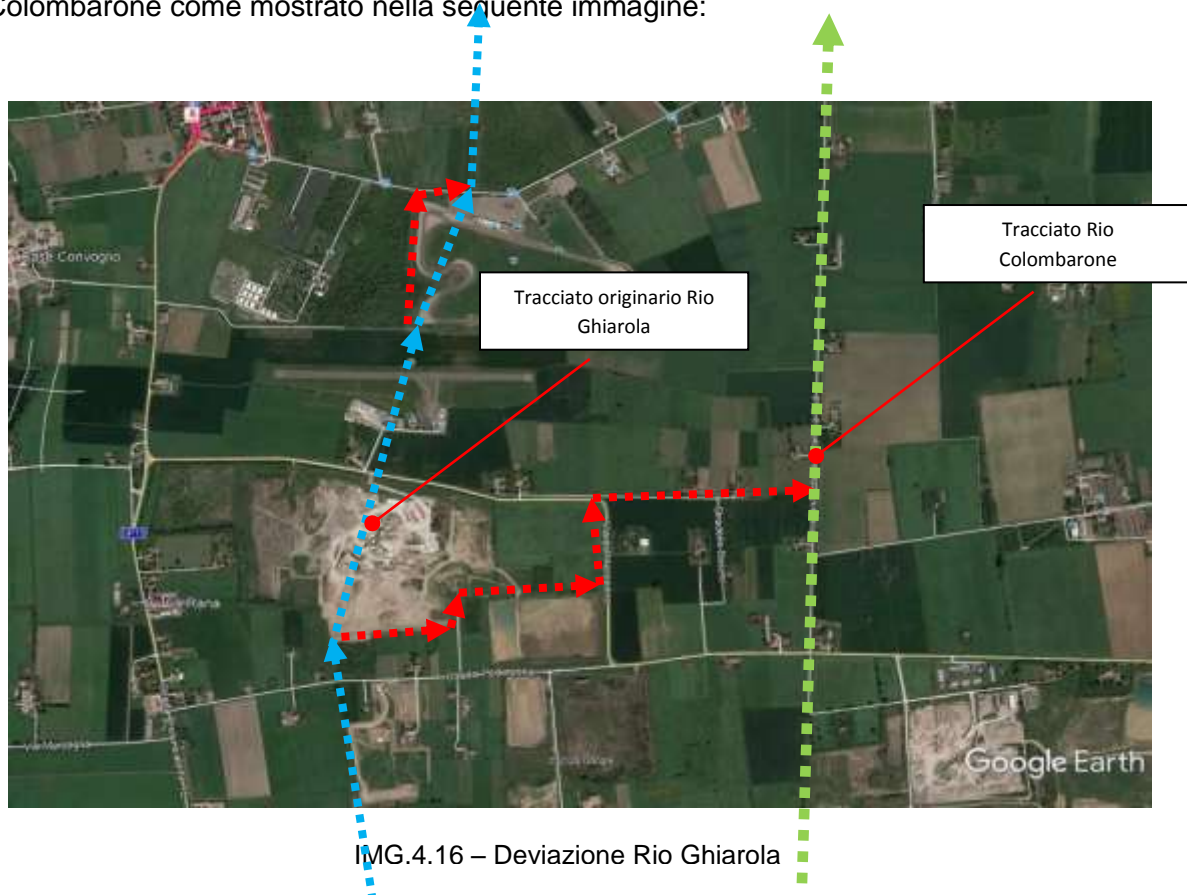 Colombarone come mostrato nella seguente immagine:
Tracciato Rio
Colombarone
Tracciato originario Rio
Ghiarola
Google Earth
IMG.4.16 – Deviazione Rio Ghiarola